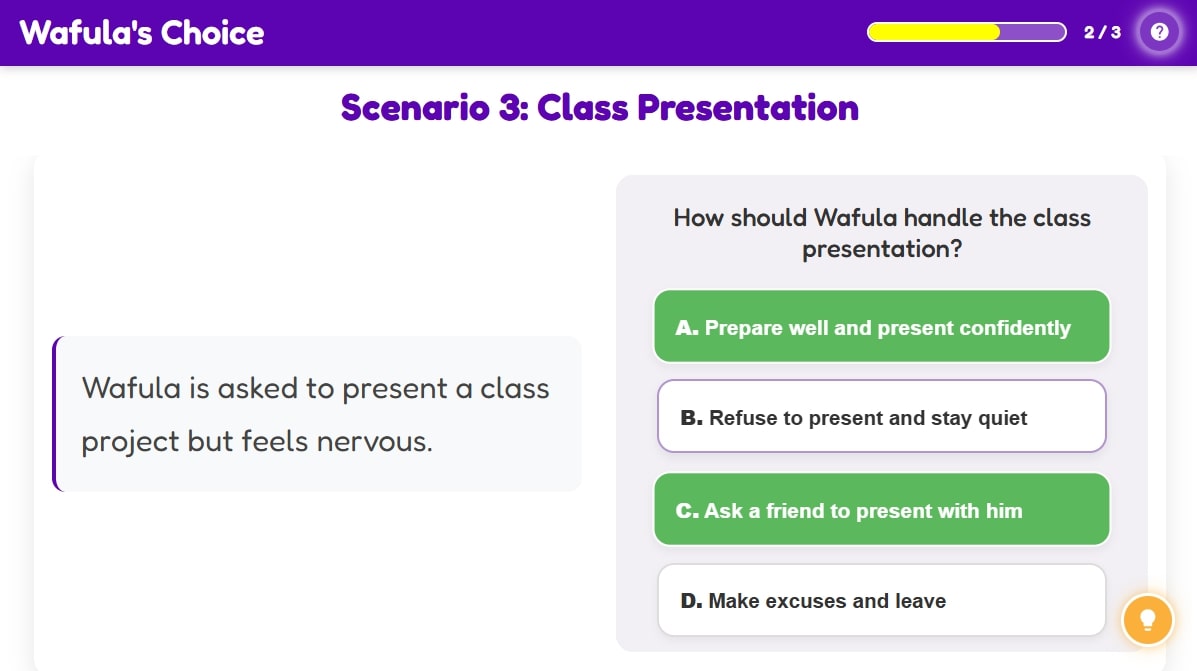 Wafula's Choice
2 / 3
?
Scenario 3: Class Presentation
Wafula is asked to present a class
project but feels nervous.
How should Wafula handle the class
presentation?
A. Prepare well and present confidently
B. Refuse to present and stay quiet
C. Ask a friend to present with him
D. Make excuses and leave